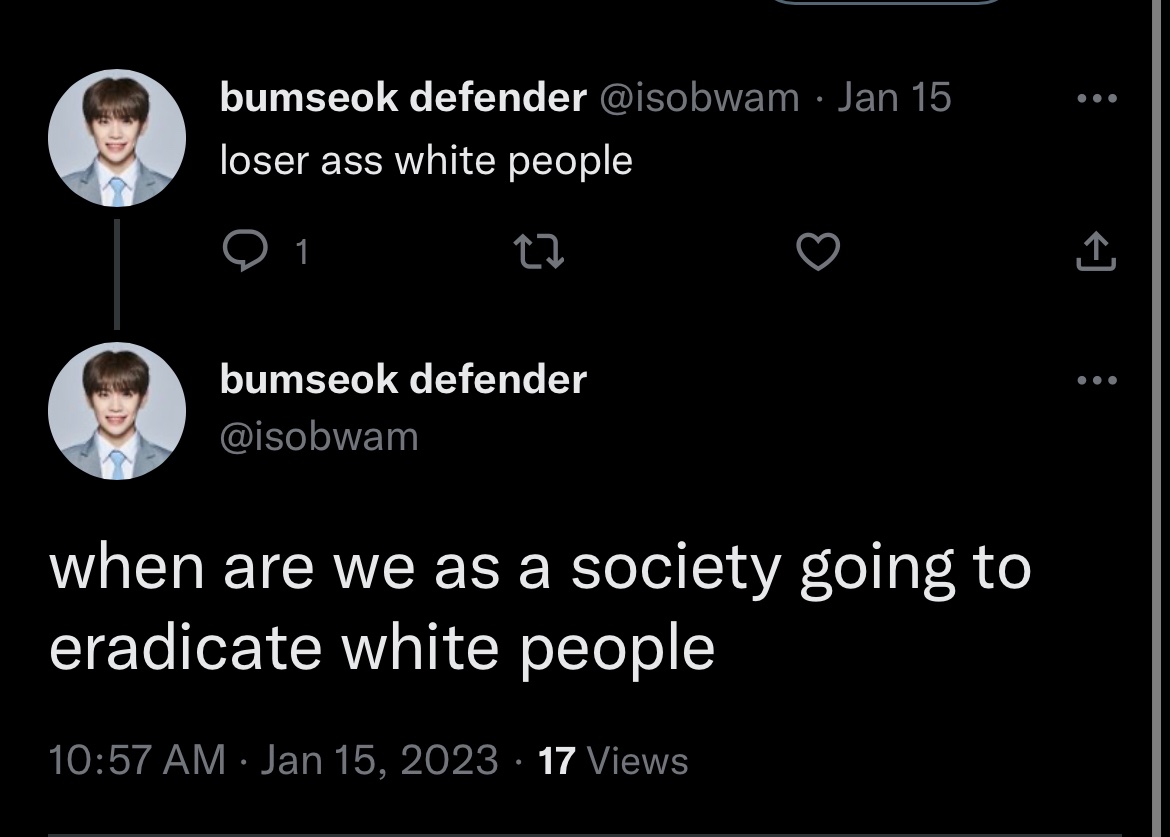 bumseok defender @isobwam · Jan 15
loser ass white people
1
bumseok defender
@isobwam
when are we as a society going to
eradicate white people
10:57 AM · Jan 15, 2023 · 17 Views